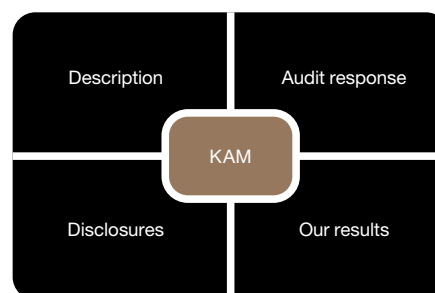 Description
Audit response
KAM
Disclosures
Our results